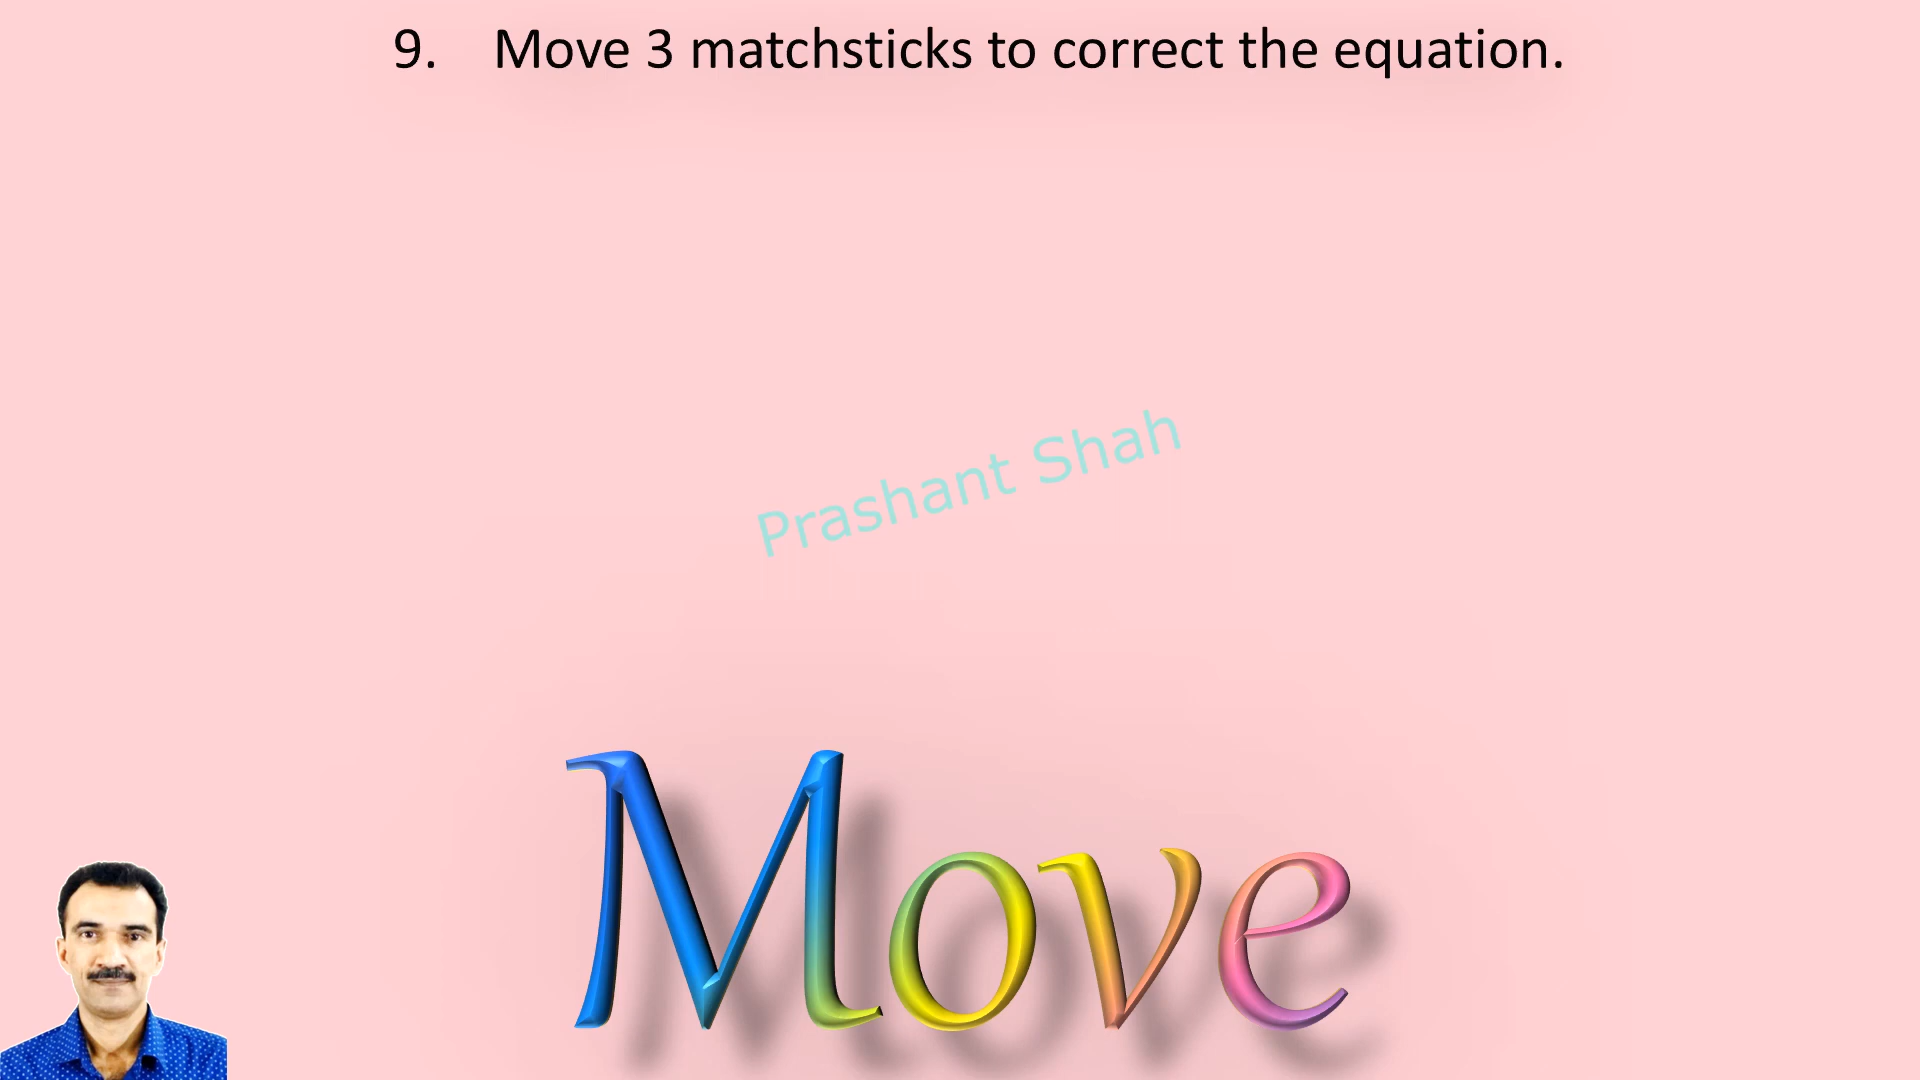 9. Move 3 matchsticks to correct the equation.
Prashant Shah
Move